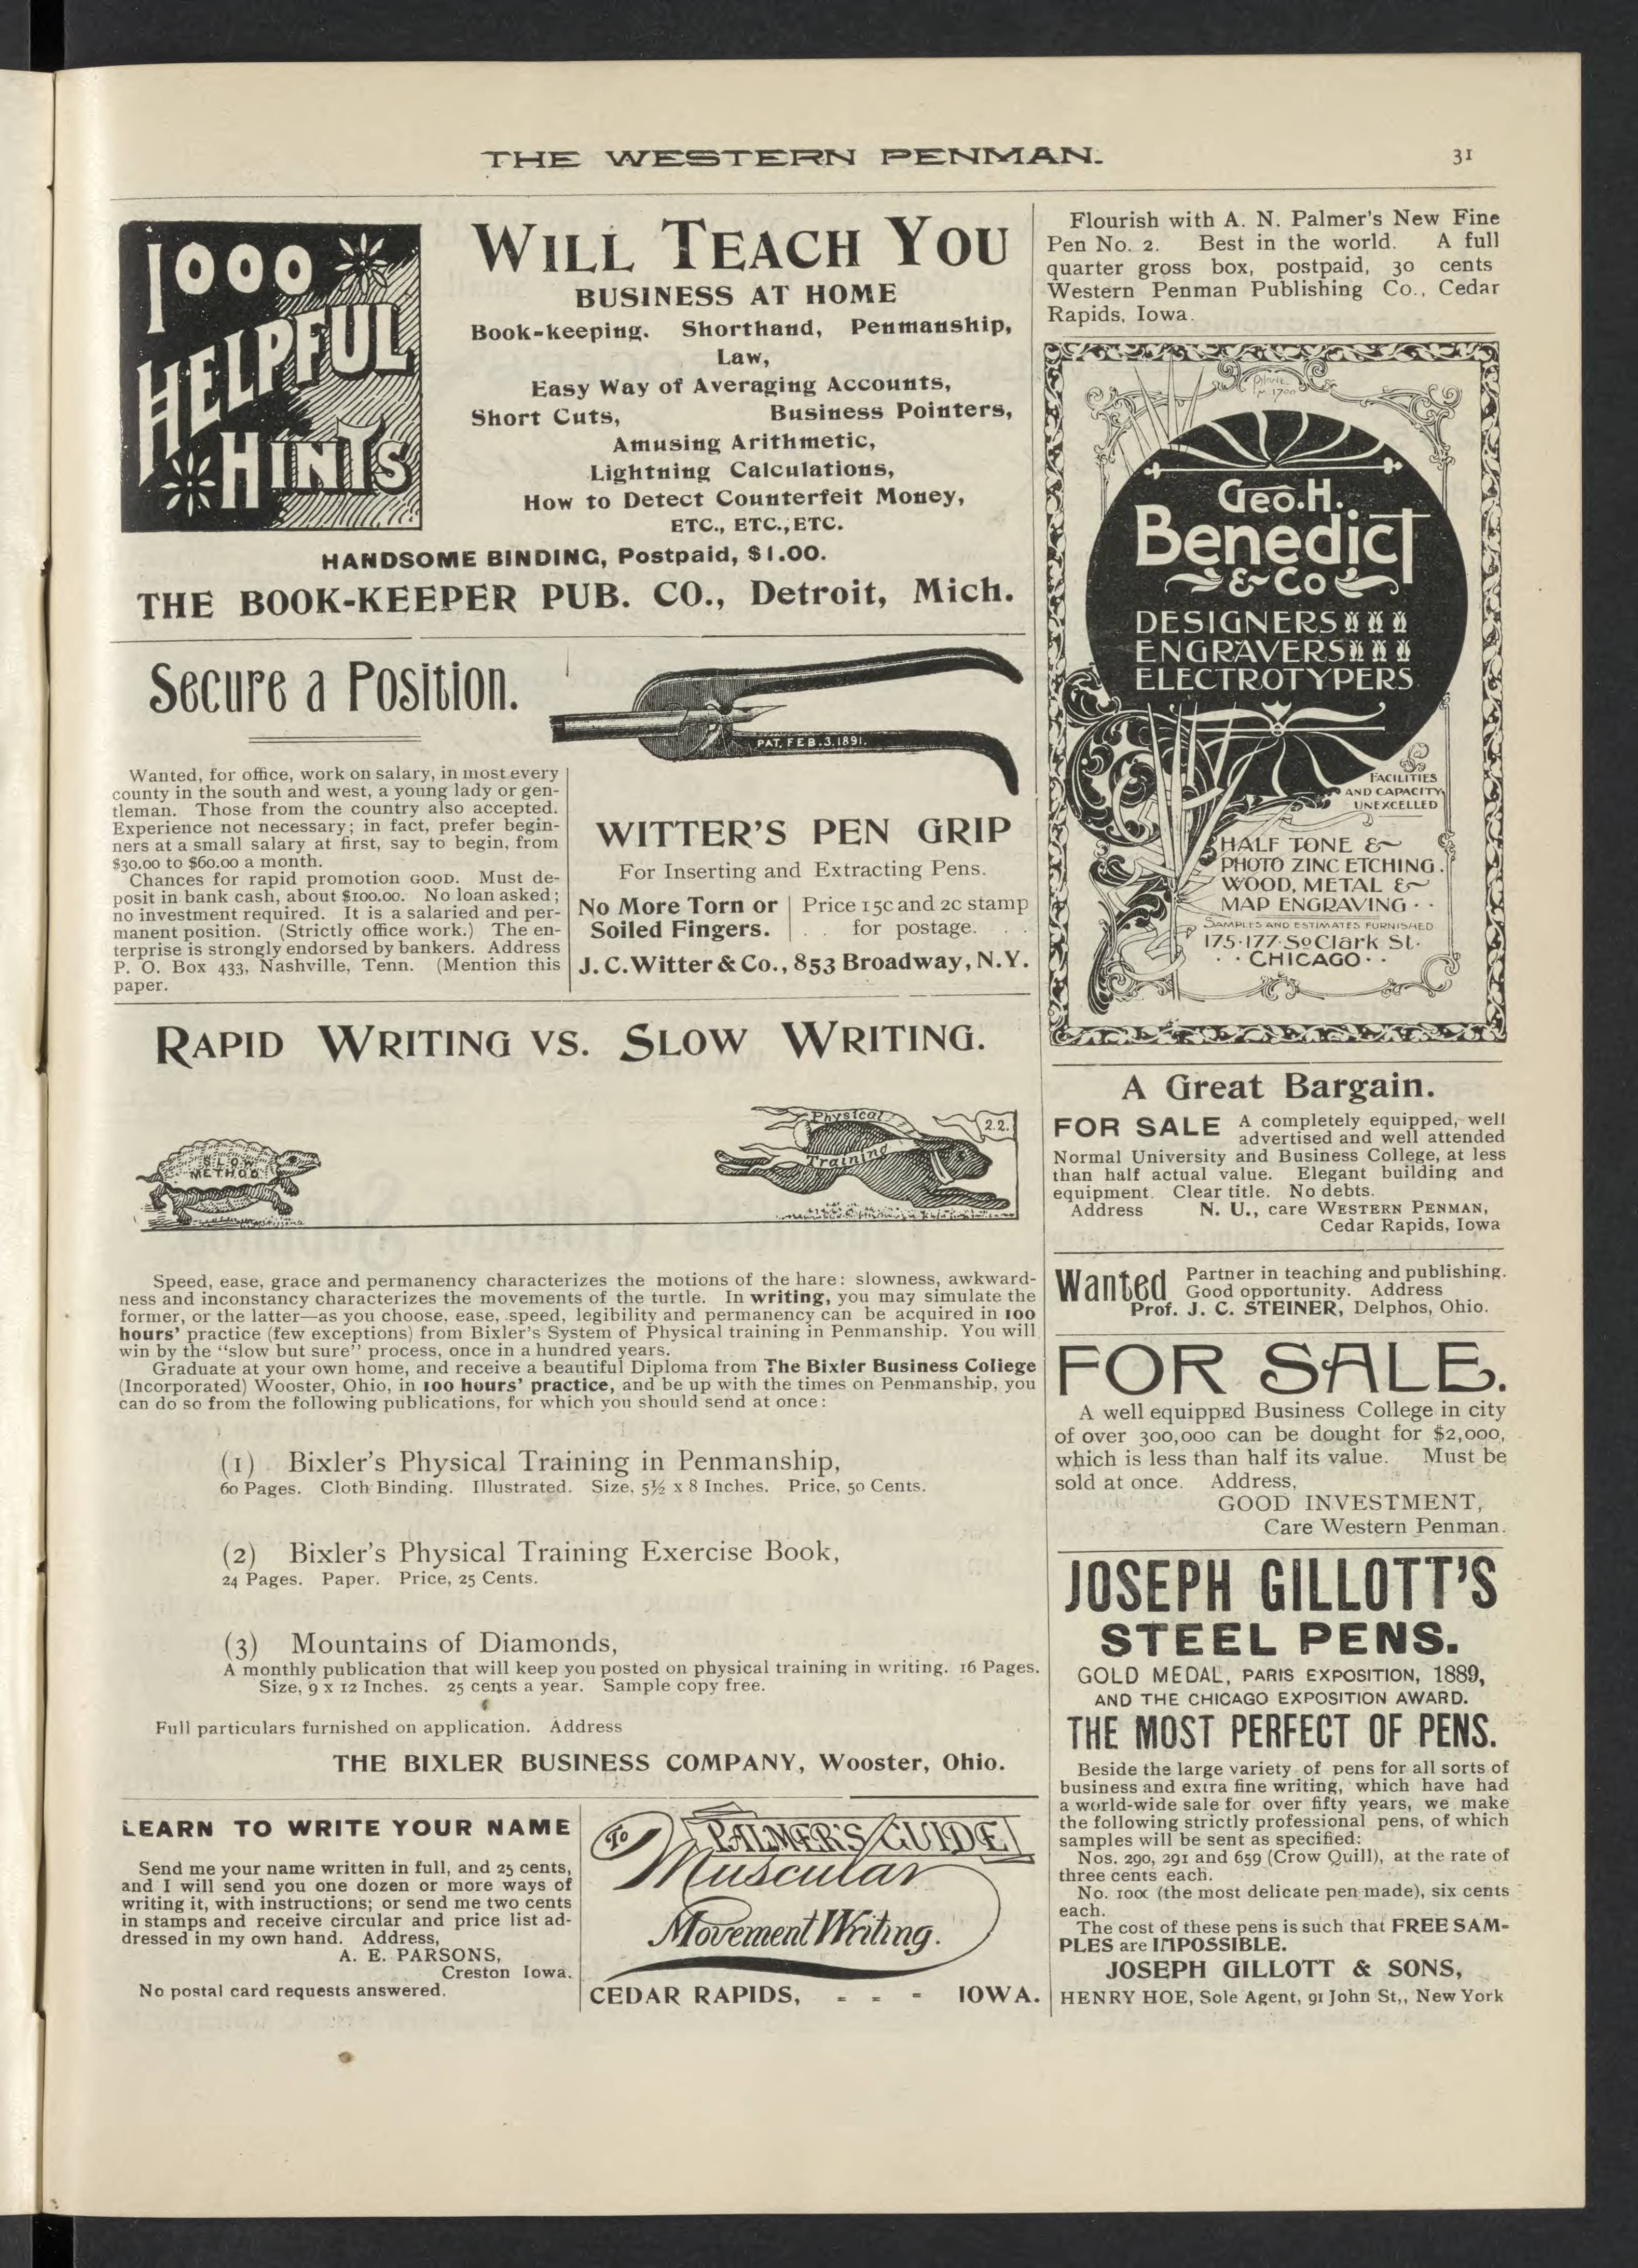 THE WESTERN PENMAN.
31
1000
HELPFUL
HINTS
WILL TEACH YOU
BUSINESS AT HOME
Book-keeping. Shorthand, Penmanship,
Law,
Easy Way of Averaging Accounts,
Short Cuts, Business Pointers,
Amusing Arithmetic,
Lightning Calculations,
How to Detect Counterfeit Money,
ETC., ETC., ETC.
HANDSOME BINDING, Postpaid, $1.00.
THE BOOK-KEEPER PUB. CO., Detroit, Mich.
Secure a Position.
Wanted, for office, work on salary, in most every
county in the south and west, a young lady or gen-
tleman. Those from the country also accepted.
Experience not necessary; in fact, prefer begin-
ners at a small salary at first, say to begin, from
$30.00 to $60.00 a month.
Chances for rapid promotion GOOD. Must de-
posit in bank cash, about $100.00. No loan asked;
no investment required. It is a salaried and per-
manent position. (Strictly office work.) The en-
terprise is strongly endorsed by bankers. Address
P. O. Box 433, Nashville, Tenn. (Mention this
paper.
PAT. FEB. 3. 1891.
WITTER'S PEN GRIP
For Inserting and Extracting Pens.
No More Torn or
Soiled Fingers.
Price 15c and 2c stamp
. . for postage. . .
J. C. Witter & Co., 853 Broadway, N.Y.
RAPID WRITING VS. SLOW WRITING.
SLOW
METHOD
Physical
Training
2.2.
Speed, ease, grace and permanency characterizes the motions of the hare: slowness, awkward-
ness and inconstancy characterizes the movements of the turtle. In writing, you may simulate the
former, or the latter—as you choose, ease, speed, legibility and permanency can be acquired in 100
hours' practice (few exceptions) from Bixler's System of Physical training in Penmanship. You will
win by the "slow but sure" process, once in a hundred years.
Graduate at your own home, and receive a beautiful Diploma from The Bixler Business College
(Incorporated) Wooster, Ohio, in 100 hours' practice, and be up with the times on Penmanship, you
can do so from the following publications, for which you should send at once:
(1) Bixler's Physical Training in Penmanship,
60 Pages. Cloth Binding. Illustrated. Size, 5½ x 8 Inches. Price, 50 Cents.
(2) Bixler's Physical Training Exercise Book,
24 Pages. Paper. Price, 25 Cents.
(3) Mountains of Diamonds,
A monthly publication that will keep you posted on physical training in writing. 16 Pages.
Size, 9 x 12 Inches. 25 cents a year. Sample copy free.
Full particulars furnished on application. Address
THE BIXLER BUSINESS COMPANY, Wooster, Ohio.
LEARN TO WRITE YOUR NAME
Send me your name written in full, and 25 cents,
and I will send you one dozen or more ways of
writing it, with instructions; or send me two cents
in stamps and receive circular and price list ad-
dressed in my own hand. Address,
A. E. PARSONS,
Creston Iowa.
No postal card requests answered.
PALMER'S GUIDE
To
Muscular
Movement Writing.
CEDAR RAPIDS, - - - IOWA.
Flourish with A. N. Palmer's New Fine
Pen No. 2. Best in the world. A full
quarter gross box, postpaid, 30 cents
Western Penman Publishing Co., Cedar
Rapids, Iowa.
Geo. H.
Benedict
& Co
DESIGNERS
ENGRAVERS
ELECTROTYPERS
FACILITIES
AND CAPACITY
UNEXCELLED
HALF TONE &
PHOTO ZINC ETCHING.
WOOD, METAL &
MAP ENGRAVING · ·
SAMPLES AND ESTIMATES FURNISHED
175-177 So Clark St.
· · CHICAGO · ·
A Great Bargain.
FOR SALE A completely equipped, well
advertised and well attended
Normal University and Business College, at less
than half actual value. Elegant building and
equipment. Clear title. No debts.
Address N. U., care WESTERN PENMAN,
Cedar Rapids, Iowa
Wanted Partner in teaching and publishing.
Good opportunity. Address
Prof. J. C. STEINER, Delphos, Ohio.
FOR SALE.
A well equippEd Business College in city
of over 300,000 can be dought for $2,000,
which is less than half its value. Must be
sold at once. Address,
GOOD INVESTMENT,
Care Western Penman.
JOSEPH GILLOTT'S
STEEL PENS.
GOLD MEDAL, PARIS EXPOSITION, 1889,
AND THE CHICAGO EXPOSITION AWARD.
THE MOST PERFECT OF PENS.
Beside the large variety of pens for all sorts of
business and extra fine writing, which have had
a world-wide sale for over fifty years, we make
the following strictly professional pens, of which
samples will be sent as specified:
Nos. 290, 291 and 659 (Crow Quill), at the rate of
three cents each.
No. (the most delicate pen made), six cents
each.
The cost of these pens is such that FREE SAM-
PLES are IMPOSSIBLE.
JOSEPH GILLOTT & SONS,
HENRY HOE, Sole Agent, 91 John St,, New York